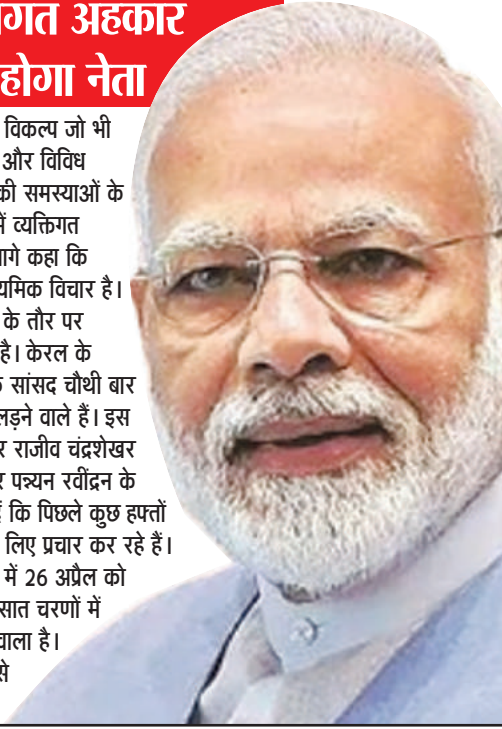 गत अहंकार
होगा नेता
विकल्प जो भी
और विविध
की समस्याओं के
में व्यक्तिगत
आगे कहा कि
विचार है।
के तौर पर
है। केरल के
सांसद चौथी बार
लड़ने वाले हैं। इस
राजीव चंद्रशेखर
पन्न्यन रवींद्रन के
कि पिछले कुछ हफ्तों
लिए प्रचार कर रहे हैं।
में 26 अप्रैल को
सात चरणों में
वाला है।
से